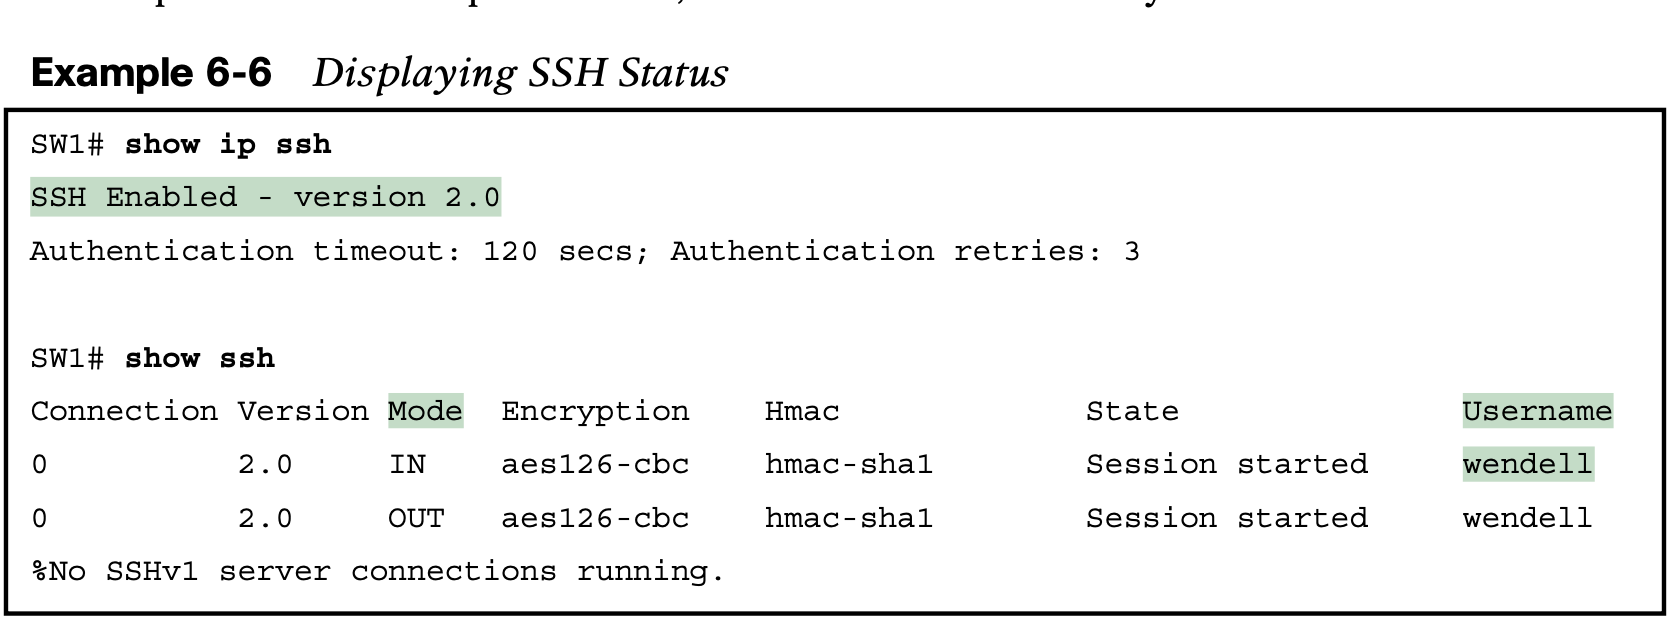 Example 6-6 Displaying SSH Status
SW1# show ip ssh
SSH Enabled - version 2.0
Authentication timeout: 120 secs; Authentication retries: 3
SW1# show ssh
Connection Version Mode Encryption Hmac State Username
0 2.0 IN aes126-cbc hmac-sha1 Session started wendell
0 2.0 OUT aes126-cbc hmac-sha1 Session started wendell
%No SSHv1 server connections running.